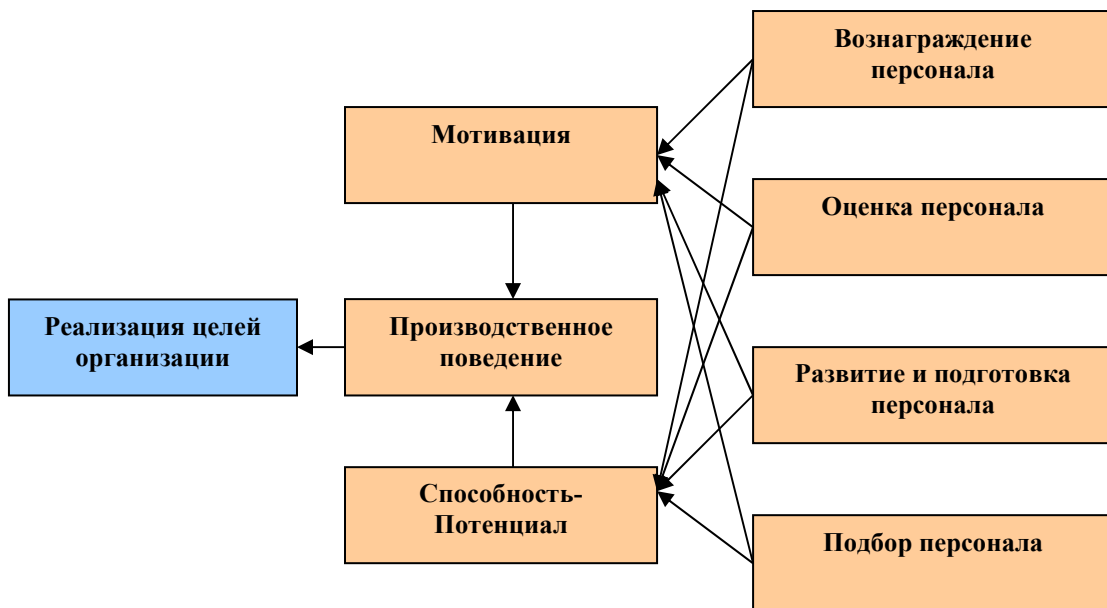 Вознаграждение
персонала
Мотивация
Оценка персонала
Реализация целей
организации
Производственное
поведение
Развитие и подготовка
персонала
Способность-
Потенциал
Подбор персонала